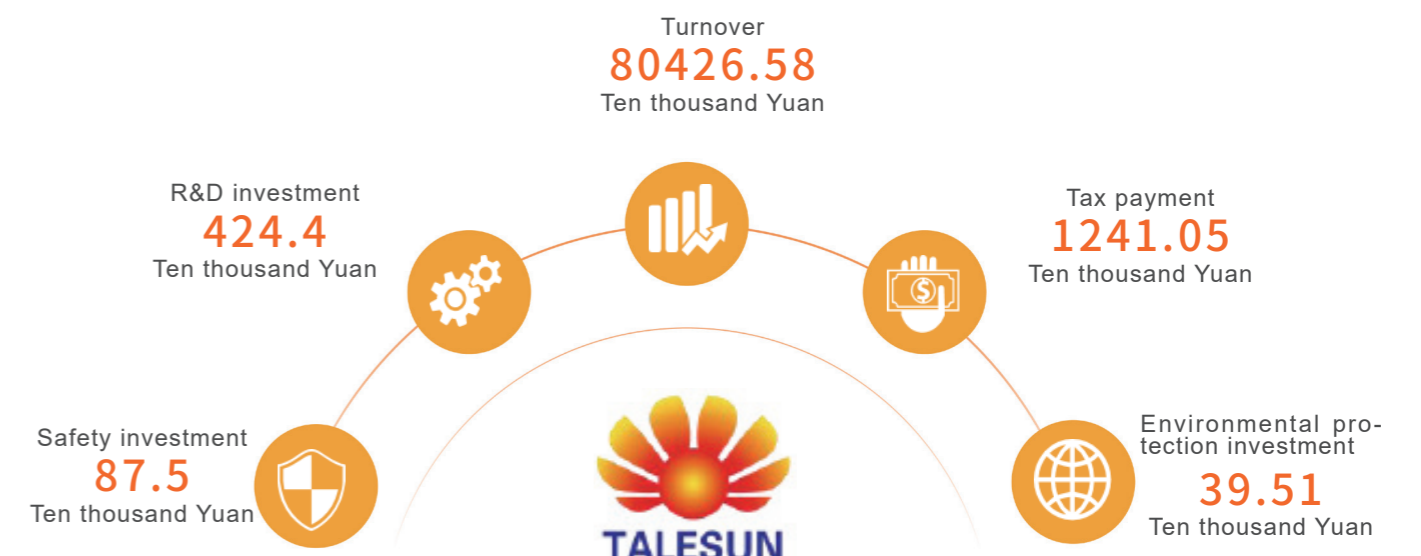 Turnover
80426.58
Ten thousand Yuan
R&D investment
424.4
Ten thousand Yuan
Tax payment
1241.05
Ten thousand Yuan
Safety investment
87.5
Ten thousand Yuan
Environmental pro-
tection investment
39.51
Ten thousand Yuan
$
TALESUN